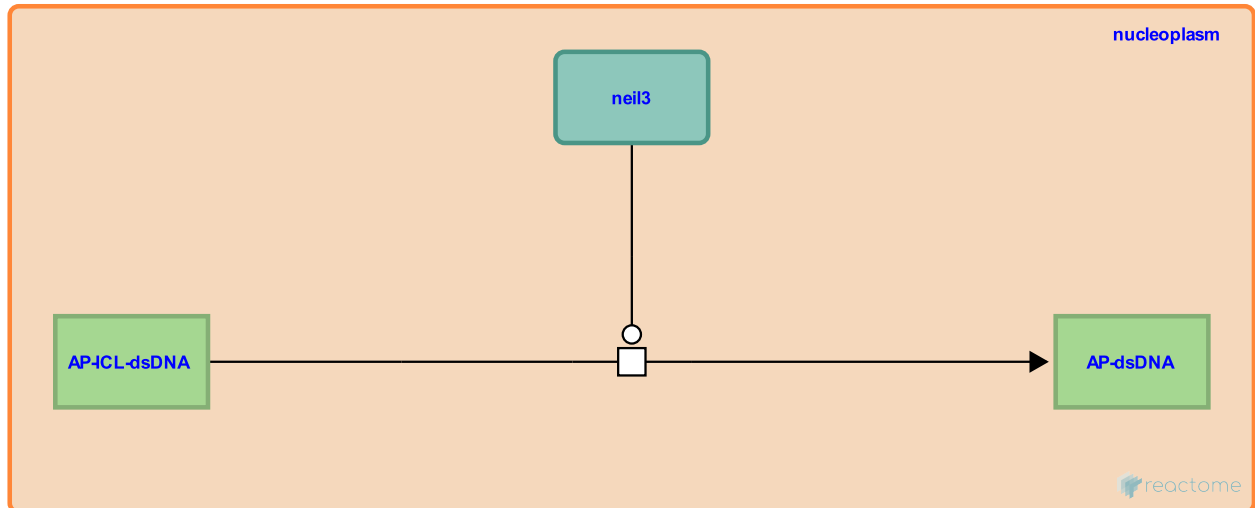 nucleoplasm
neil3
AP-ICL-dsDNA
AP-dsDNA
reactome